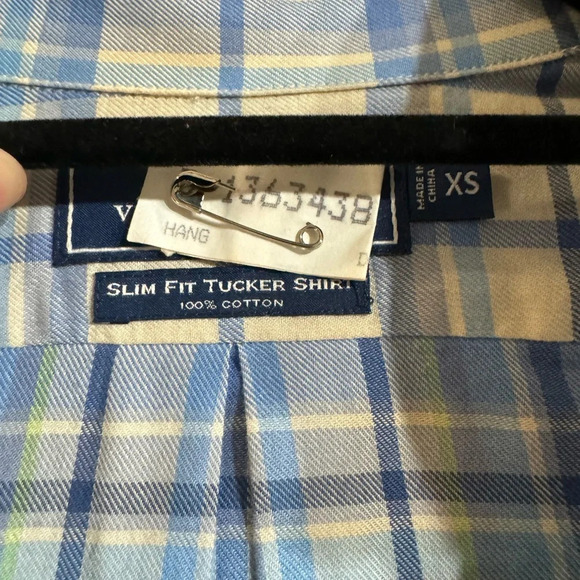 1363438
HANG
D
MADE IN
CHINA
XS
V
SLIM FIT TUCKER SHIRT
100% COTTON